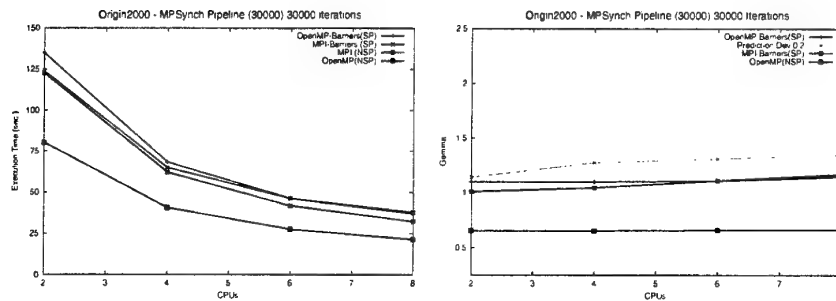 Origin2000 - MPSynch Pipeline (30000) 30000 Iterations
OpenMP-Barriers(SP)
MPI-Barriers (SP)
MPI (NSP)
OpenMP(NSP)
150
125
100
75
50
25
0
Execution Time (sec.)
2
3
4
5
6
7
8
CPUs
Origin2000 - MPSynch Pipeline (30000) 30000 Iterations
OpenMP Barriers(SP)
Prediction Dev 0.2
MPI Barriers(SP)
OpenMP(NSP)
2.5
2
1.5
1
0.5
Gamma
2
3
4
5
6
7
CPUs